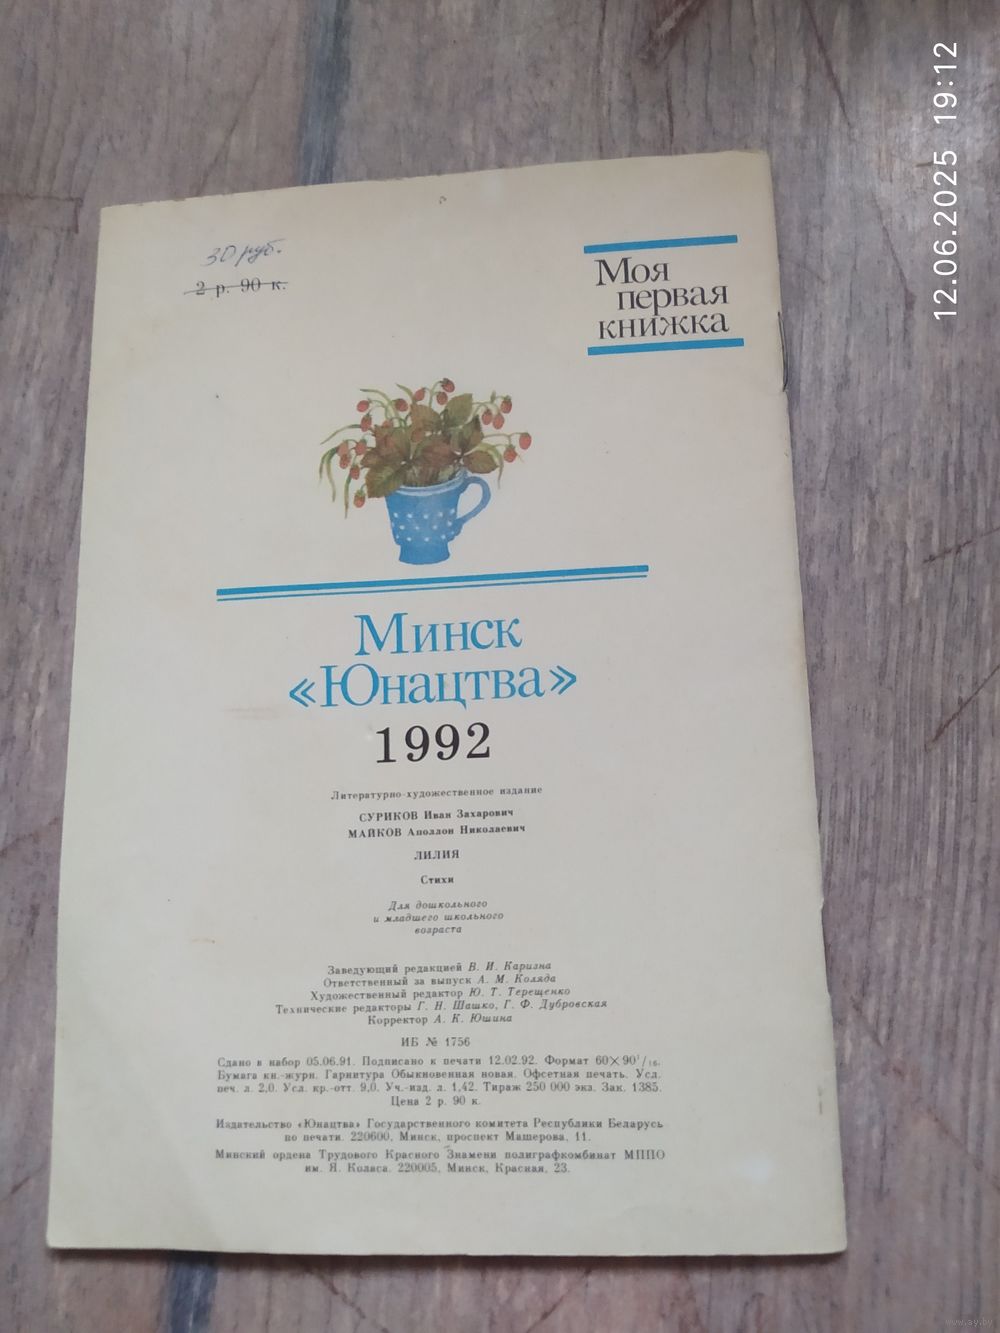 30 руб.
2 р. 90 к.
Моя
первая
книжка
Минск
«Юнацтва»
1992
Литературно-художественное издание
СУРИКОВ Иван Захарович
МАЙКОВ Аполлон Николаевич
ЛИЛИЯ
Стихи
Для дошкольного
и младшего школьного
возраста
Заведующий редакцией В. И. Каризна
Ответственный за выпуск А. М. Коляда
Художественный редактор Ю. Т. Терещенко
Технические редакторы Г. Н. Шашко, Г. Ф. Дубровская
Корректор А. К. Юшина
ИБ № 1756
Сдано в набор 05.06.91. Подписано к печати 12.02.92. Формат 60×90¹/₁₆.
Бумага кн.-журн. Гарнитура Обыкновенная новая. Офсетная печать. Усл.
печ. л. 2,0. Усл. кр.-отт. 9,0. Уч.-изд. л. 1,42. Тираж 250 000 экз. Зак. 1385.
Цена 2 р. 90 к.
Издательство «Юнацтва» Государственного комитета Республики Беларусь
по печати. 220600, Минск, проспект Машерова, 11.
Минский ордена Трудового Красного Знамени полиграфкомбинат МППО
им. Я. Коласа. 220005, Минск, Красная, 23.
12.06.2025 19:12
www.ay.by